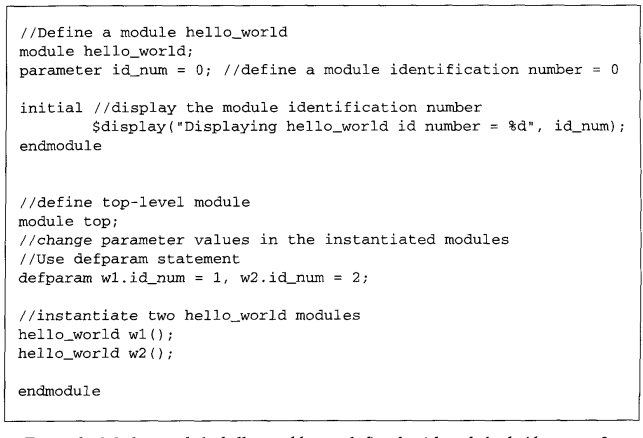 //Define a module hello_world
module hello_world;
parameter id_num = 0; //define a module identification number = 0
initial //display the module identification number
$display("Displaying hello_world id number = %d", id_num);
endmodule
//define top-level module
module top;
//change parameter values in the instantiated modules
//Use defparam statement
defparam w1.id_num = 1, w2.id_num = 2;
//instantiate two hello_world modules
hello_world w1();
hello_world w2();
endmodule